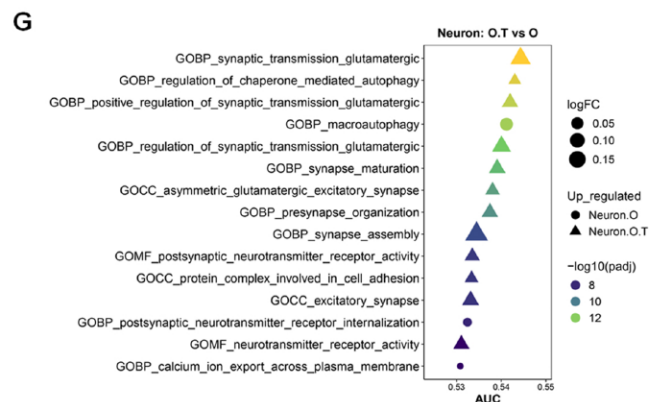 G
Neuron: O.T vs O
GOBP_synaptic_transmission_glutamatergic
GOBP_regulation_of_chaperone_mediated_autophagy
GOBP_positive_regulation_of_synaptic_transmission_glutamatergic
GOBP_macroautophagy
GOBP_regulation_of_synaptic_transmission_glutamatergic
GOBP_synapse_maturation
GOCC_asymmetric_glutamatergic_excitatory_synapse
GOBP_presynapse_organization
GOBP_synapse_assembly
GOMF_postsynaptic_neurotransmitter_receptor_activity
GOCC_protein_complex_involved_in_cell_adhesion
GOCC_excitatory_synapse
GOBP_postsynaptic_neurotransmitter_receptor_internalization
GOMF_neurotransmitter_receptor_activity
GOBP_calcium_ion_export_across_plasma_membrane
0.53 0.54 0.55
AUC
logFC
0.05
0.10
0.15
Up_regulated
Neuron.O
Neuron.O.T
−log10(padj)
8
10
12